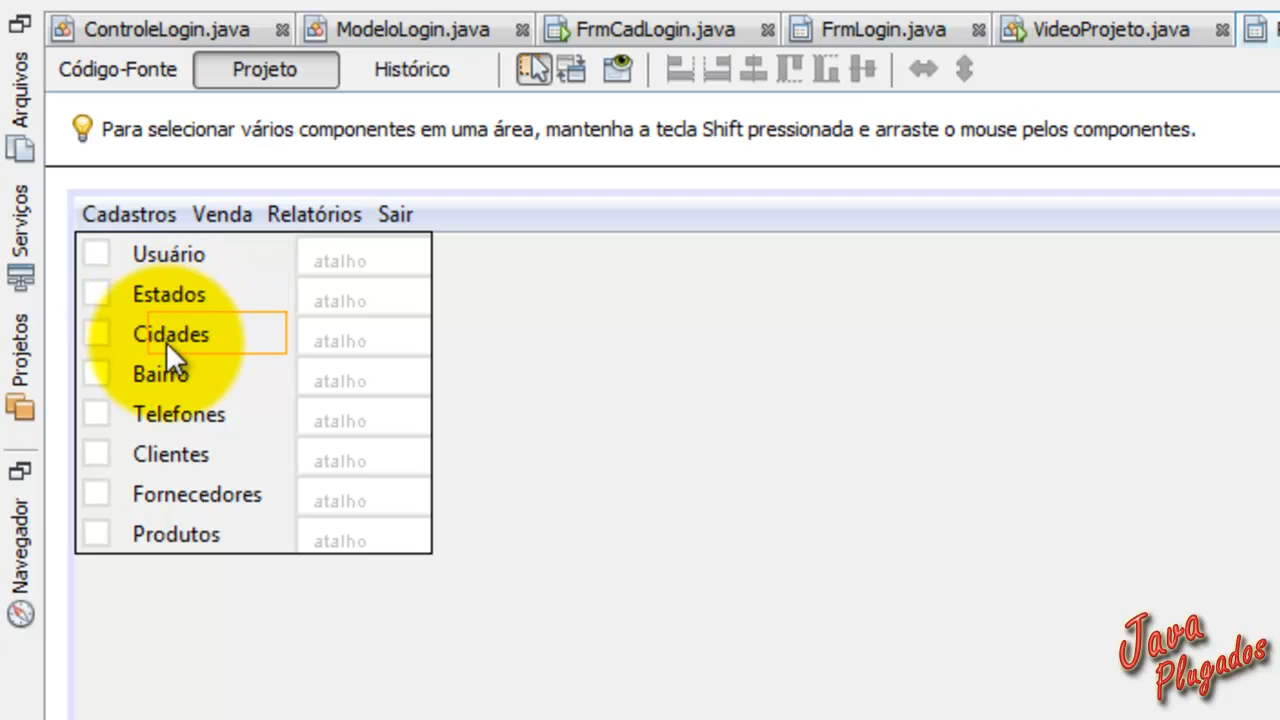 ControleLogin.java ModeloLogin.java FrmCadLogin.java FrmLogin.java VideoProjeto.java
Código-Fonte Projeto Histórico
Para selecionar vários componentes em uma área, mantenha a tecla Shift pressionada e arraste o mouse pelos componentes.
Arquivos
Serviços
Projetos
Navegador
Cadastros Venda Relatórios Sair
Usuário atalho
Estados atalho
Cidades atalho
Bairro atalho
Telefones atalho
Clientes atalho
Fornecedores atalho
Produtos atalho
Java
Plugados